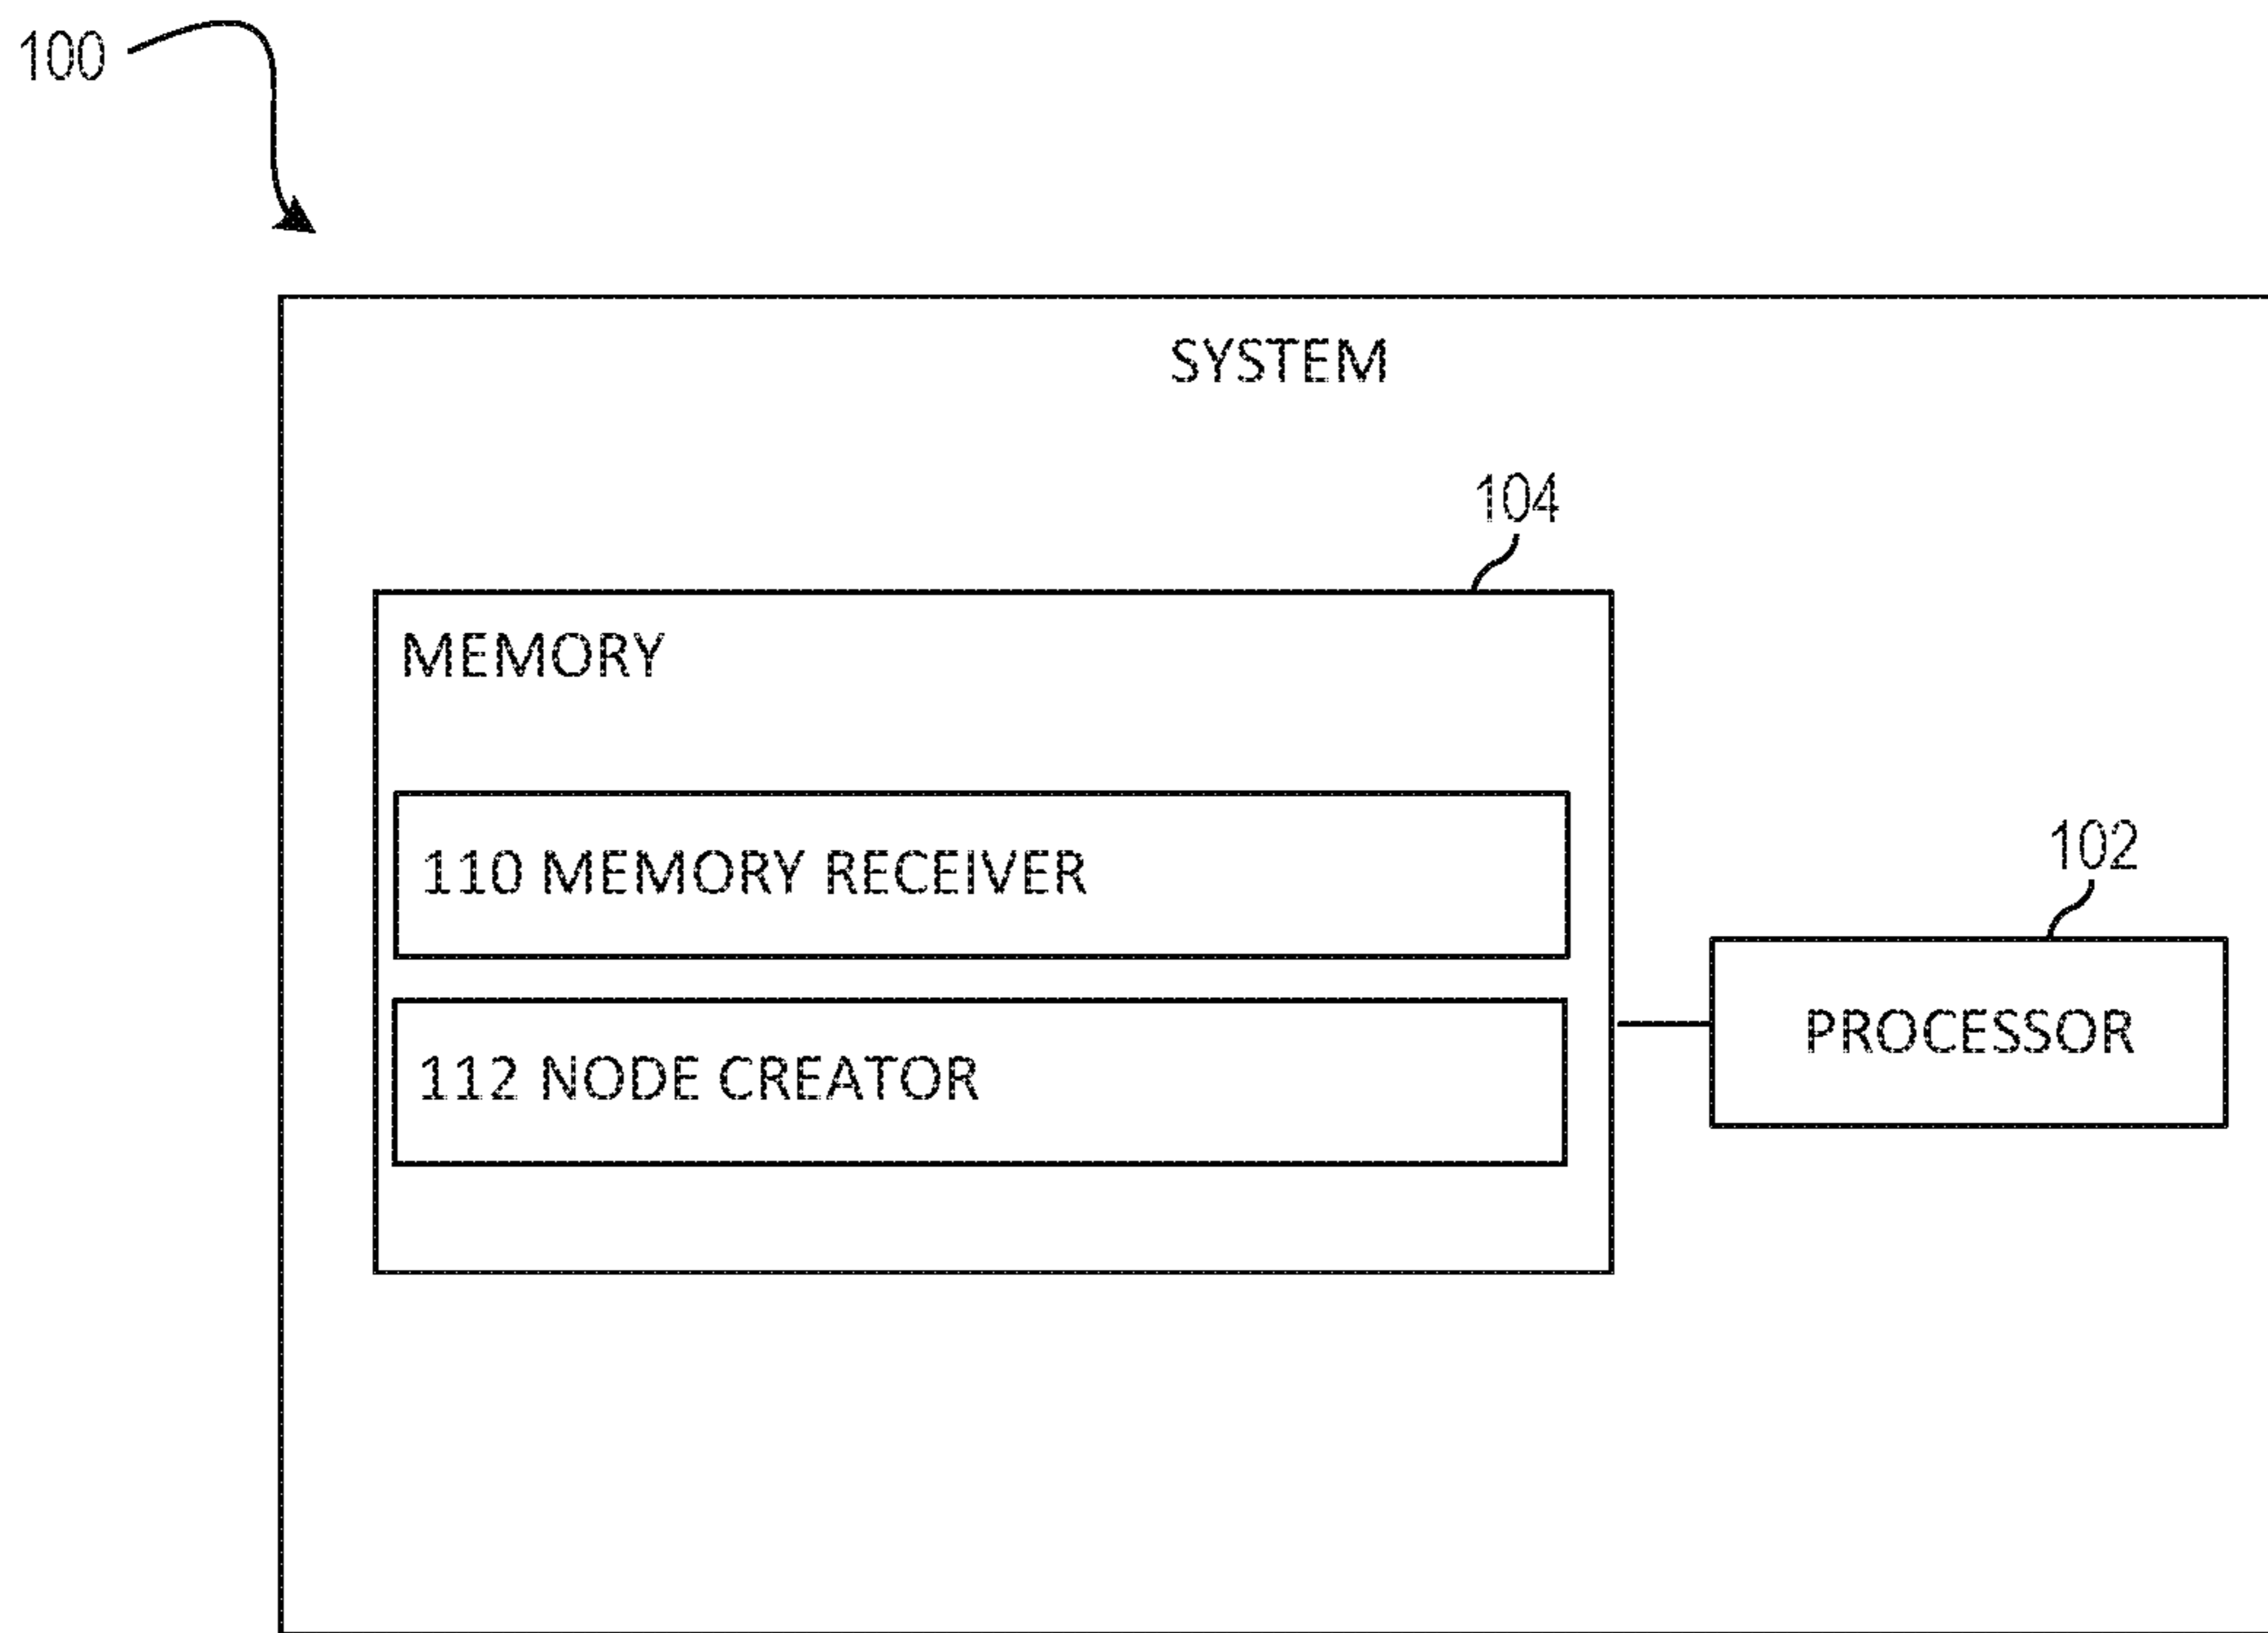 100
SYSTEM
104
MEMORY
110 MEMORY RECEIVER
102
112 NODE CREATOR
PROCESSOR